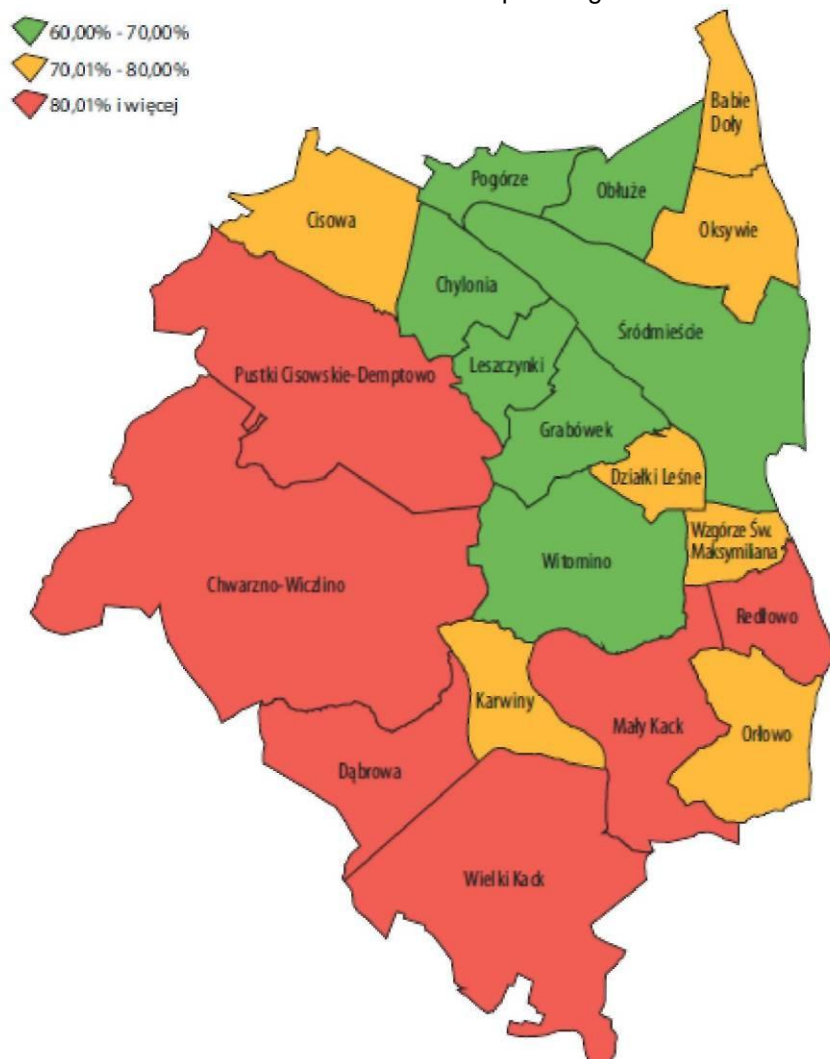 60,00% - 70,00%
70,01% - 80,00%
80,01% i więcej
Babie
Doły
Pogórze
Obłuże
Cisowa
Oksywie
Chylonia
Śródmieście
Leszczynki
Pustki Cisowskie-Demptowo
Grabówek
Działki Leśne
Wzgórze Św.
Maksymiliana
Witomino
Chwarzno-Wiczlino
Redłowo
Karwiny
Mały Kack
Orłowo
Dąbrowa
Wielki Kack